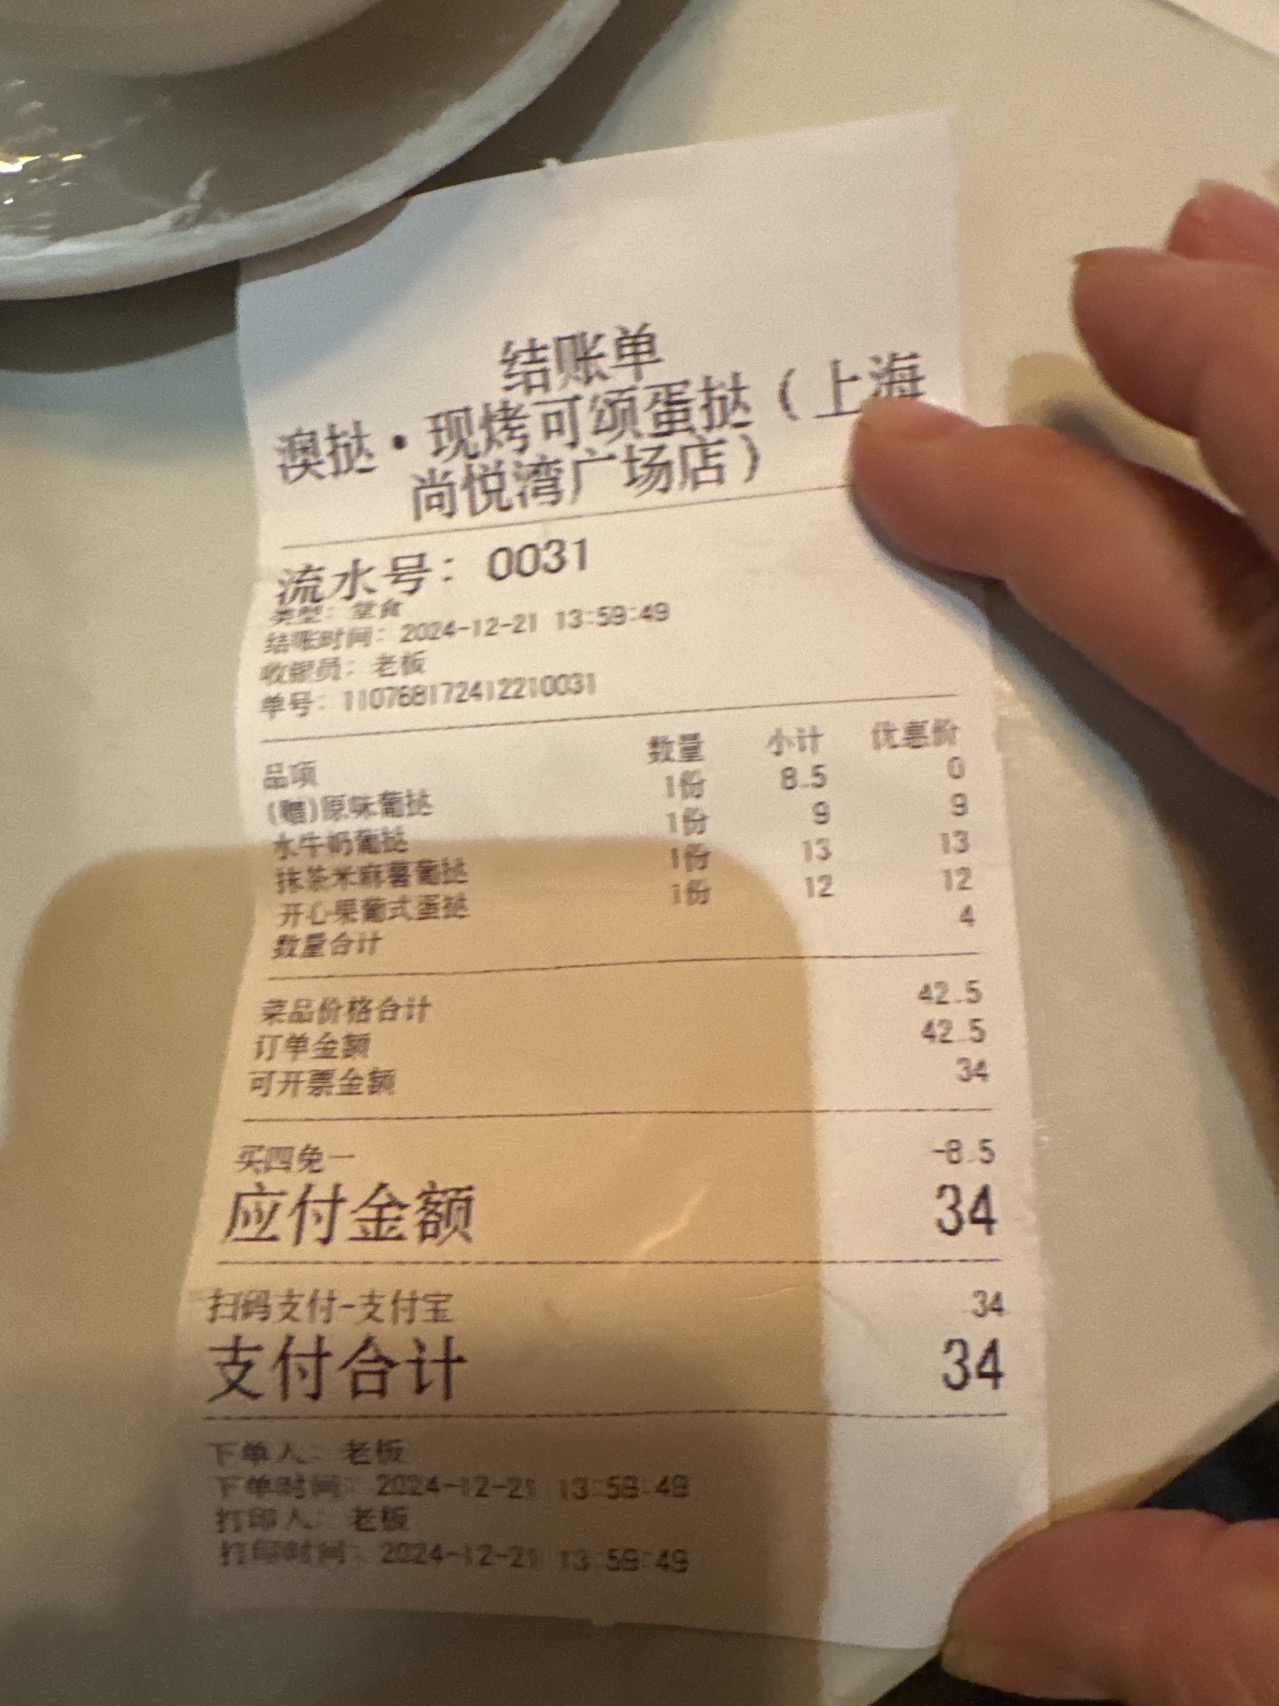 结账单
澳挞·现烤可颂蛋挞（上海
尚悦湾广场店）
流水号：0031
类型：堂食
结账时间：2024-12-21 13:59:49
收银员：老板
单号：110768172412210031
品项 数量 小计 优惠价
(赠)原味葡挞 1份 8.5 0
水牛奶葡挞 1份 9 9
抹茶米麻薯葡挞 1份 13 13
开心果葡式蛋挞 1份 12 12
数量合计 4
菜品价格合计 42.5
订单金额 42.5
可开票金额 34
买四免一 -8.5
应付金额 34
扫码支付-支付宝 34
支付合计 34
下单人：老板
下单时间：2024-12-21 13:59:49
打印人：老板
打印时间：2024-12-21 13:59:49